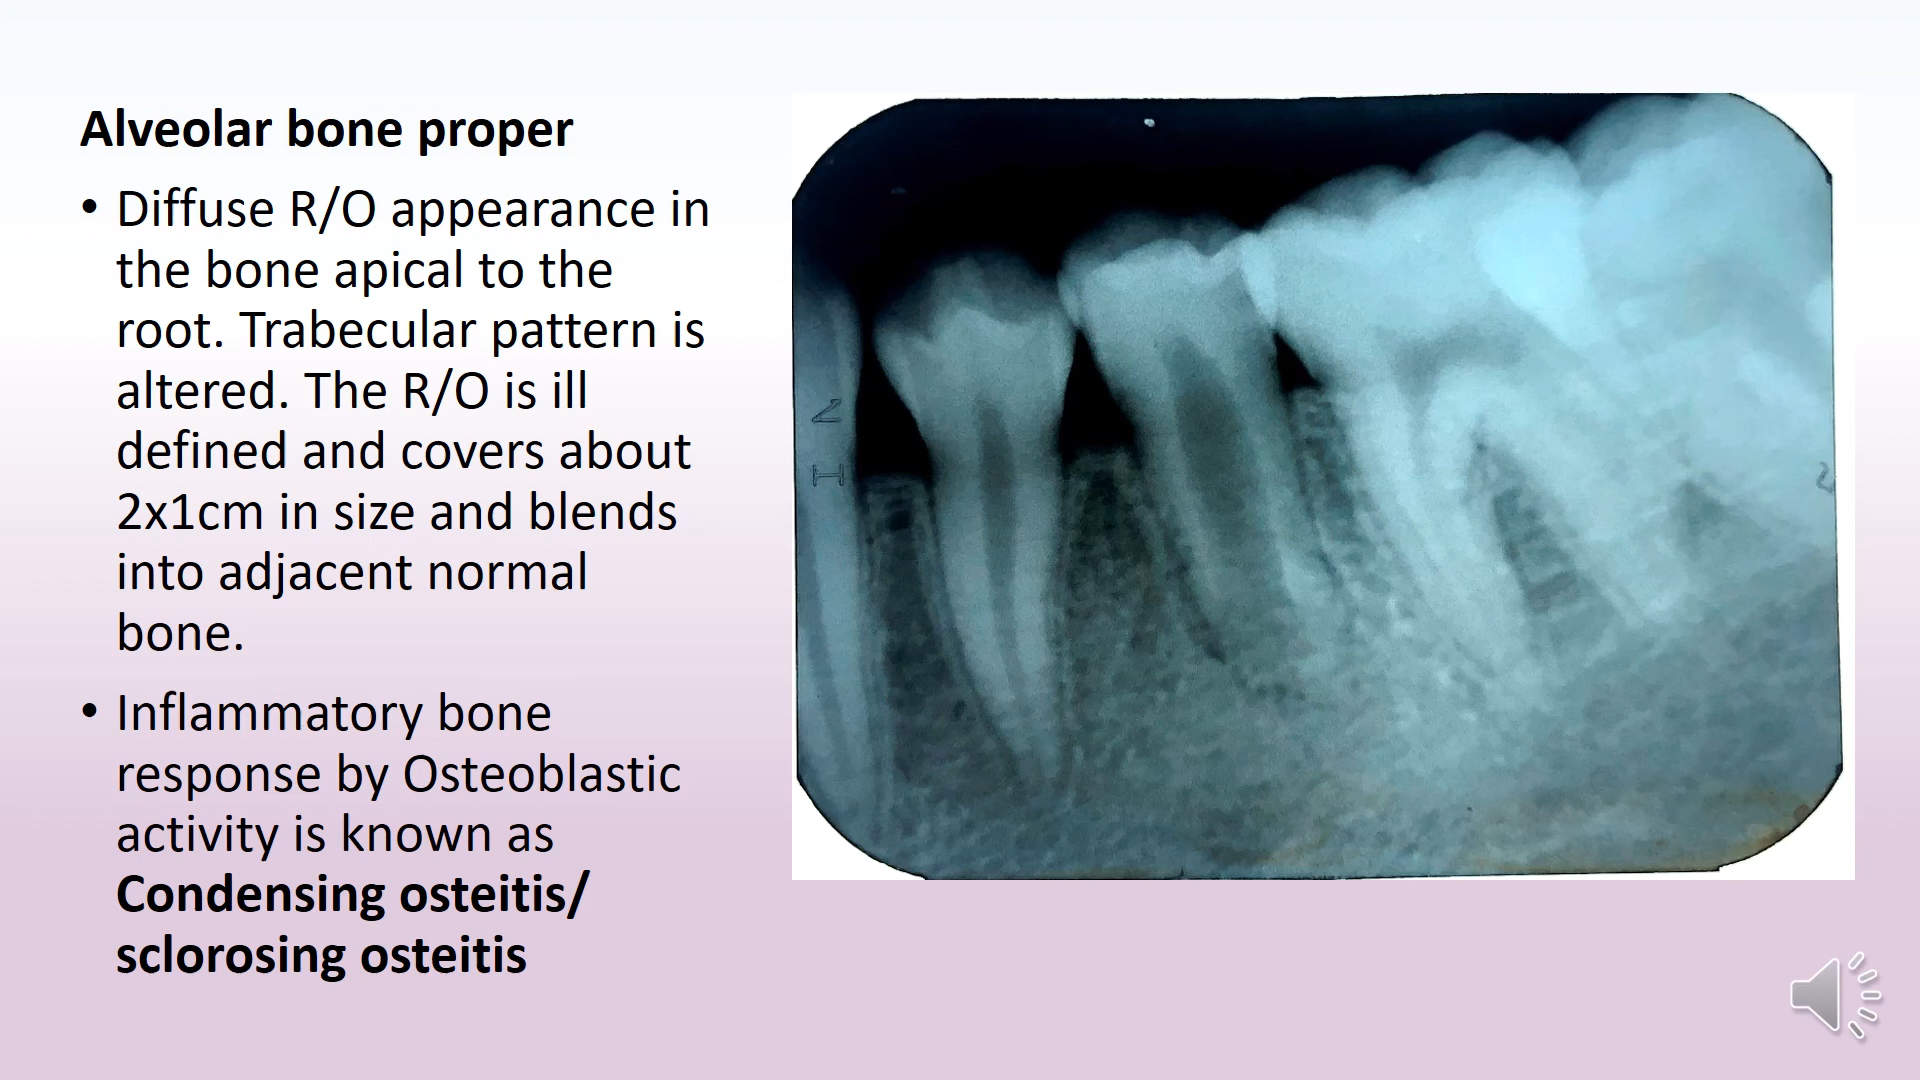 Alveolar bone proper
• Diffuse R/O appearance in
the bone apical to the
root. Trabecular pattern is
altered. The R/O is ill
defined and covers about
2x1cm in size and blends
into adjacent normal
bone.
• Inflammatory bone
response by Osteoblastic
activity is known as
Condensing osteitis/
sclorosing osteitis